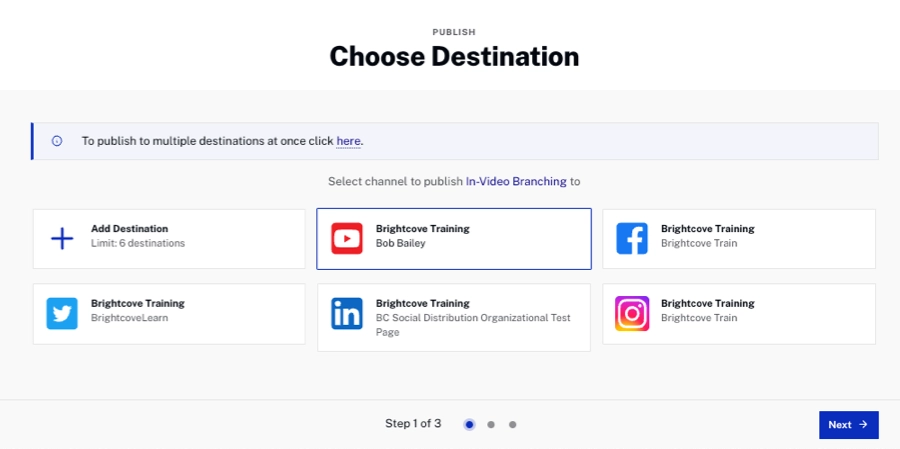 PUBLISH
Choose Destination
To publish to multiple destinations at once click here.
Select channel to publish In-Video Branching to
Add Destination
Limit: 6 destinations
Brightcove Training
Bob Bailey
Brightcove Training
Brightcove Train
Brightcove Training
BrightcoveLearn
Brightcove Training
BC Social Distribution Organizational Test
Page
Brightcove Training
Brightcove Train
Step 1 of 3
Next